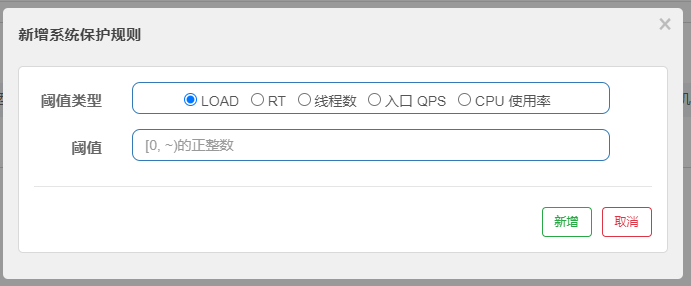 新增系统保护规则
×
阈值类型 LOAD RT 线程数 入口 QPS CPU 使用率
阈值 [0, ~)的正整数
新增 取消